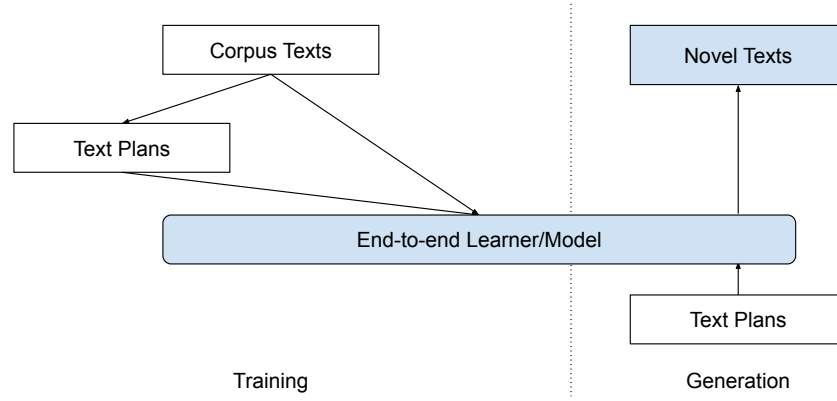 Corpus Texts
Novel Texts
Text Plans
End-to-end Learner/Model
Text Plans
Training
Generation